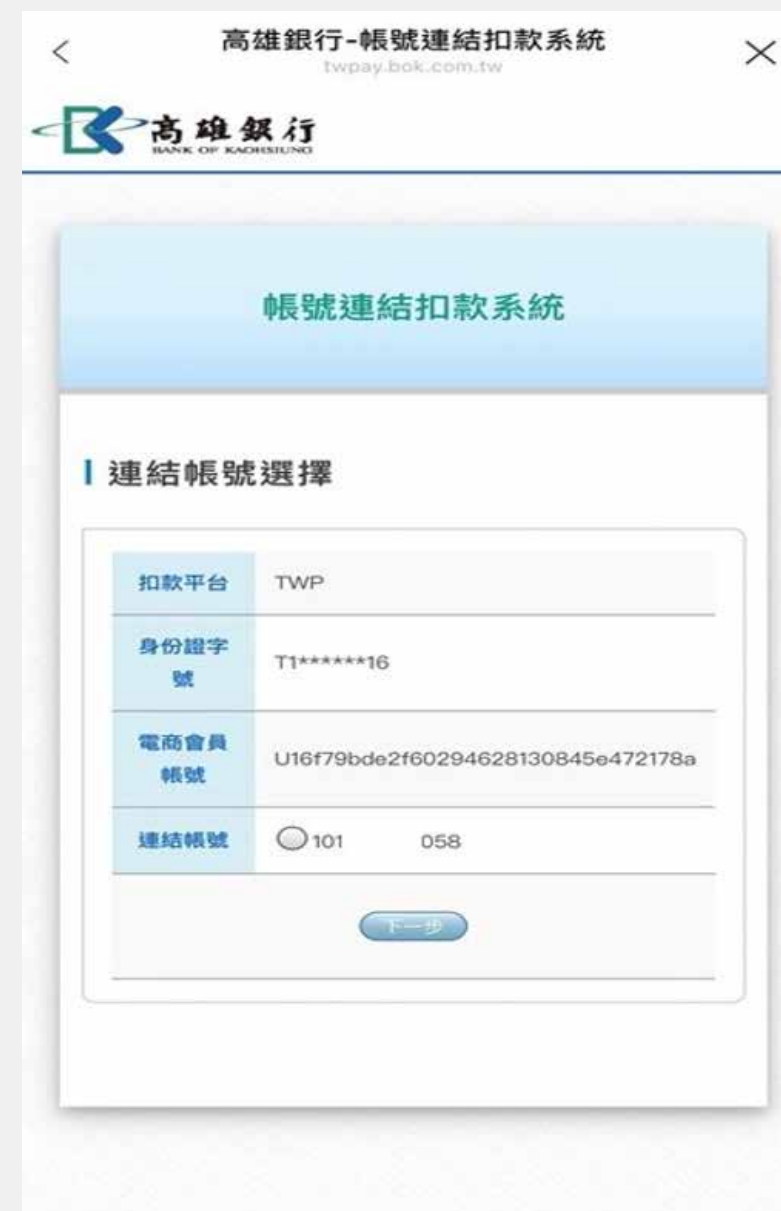 高雄銀行-帳號連結扣款系統
twpay.bok.com.tw
高雄銀行
BANK OF KAOHSIUNG
帳號連結扣款系統
連結帳號選擇
扣款平台 TWP
身份證字
號 T1******16
電商會員
帳號 U16f79bde2f60294628130845e472178a
連結帳號 101 058
下一步